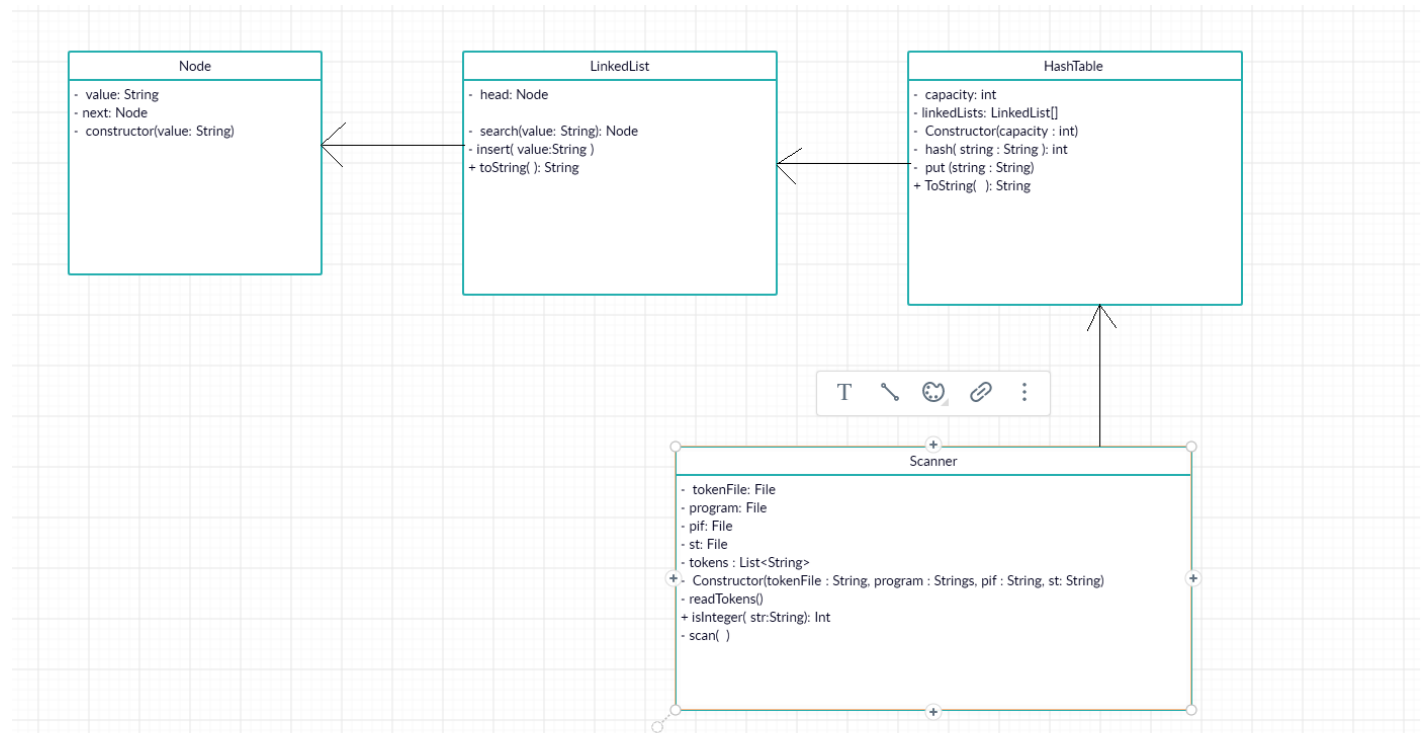 Node
- value: String
- next: Node
- constructor(value: String)
LinkedList
- head: Node
- search(value: String): Node
- insert( value:String )
+ toString( ): String
HashTable
- capacity: int
- linkedLists: LinkedList[]
- Constructor(capacity : int)
- hash( string : String ): int
- put (string : String)
+ ToString(  ): String
T
Scanner
- tokenFile: File
- program: File
- pif: File
- st: File
- tokens : List<String>
- Constructor(tokenFile : String, program : Strings, pif : String, st: String)
- readTokens()
+ isInteger( str:String): Int
- scan(  )